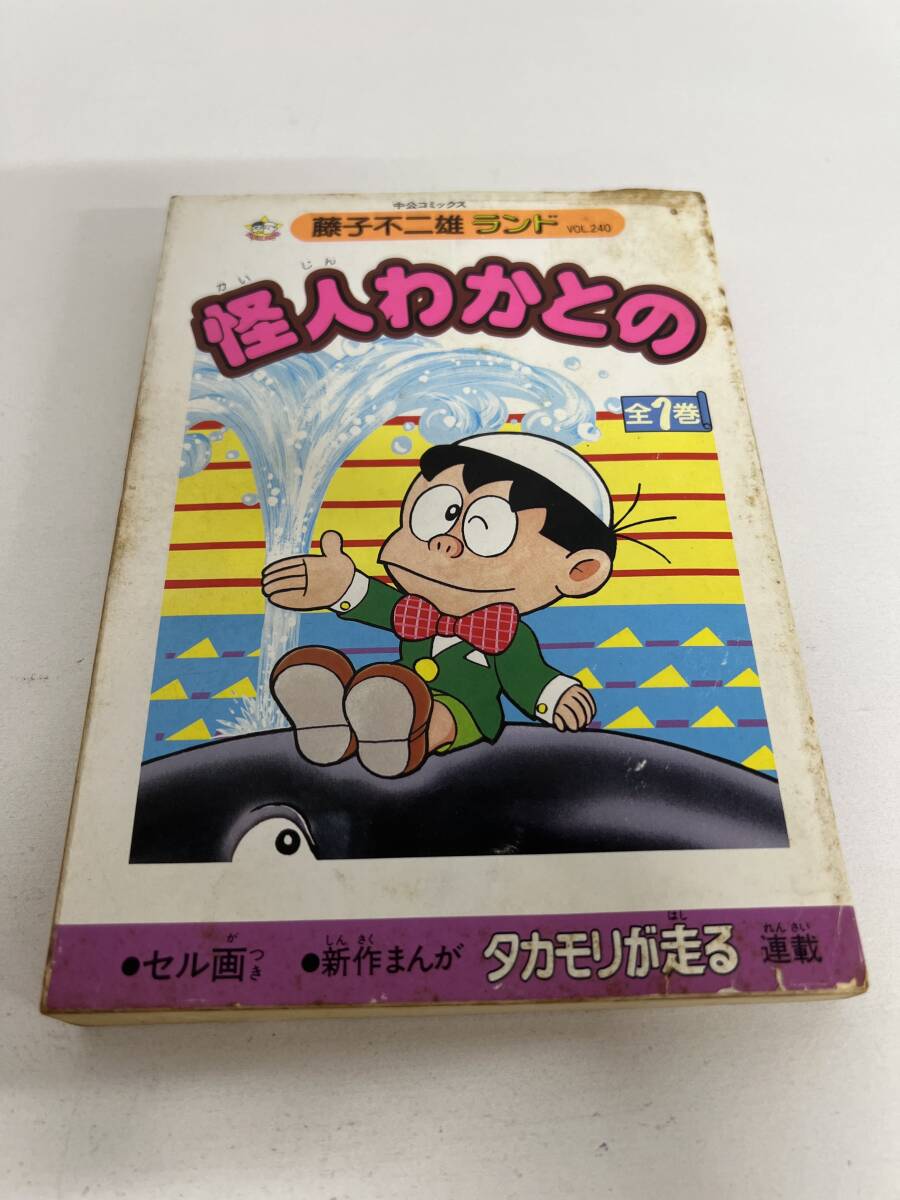 中公コミックス
藤子不二雄ランド VOL.240
かいじん
怪人わかとの
全1巻
がつき しんさく はし れんさい
●セル画 ●新作まんが タカモリが走る 連載